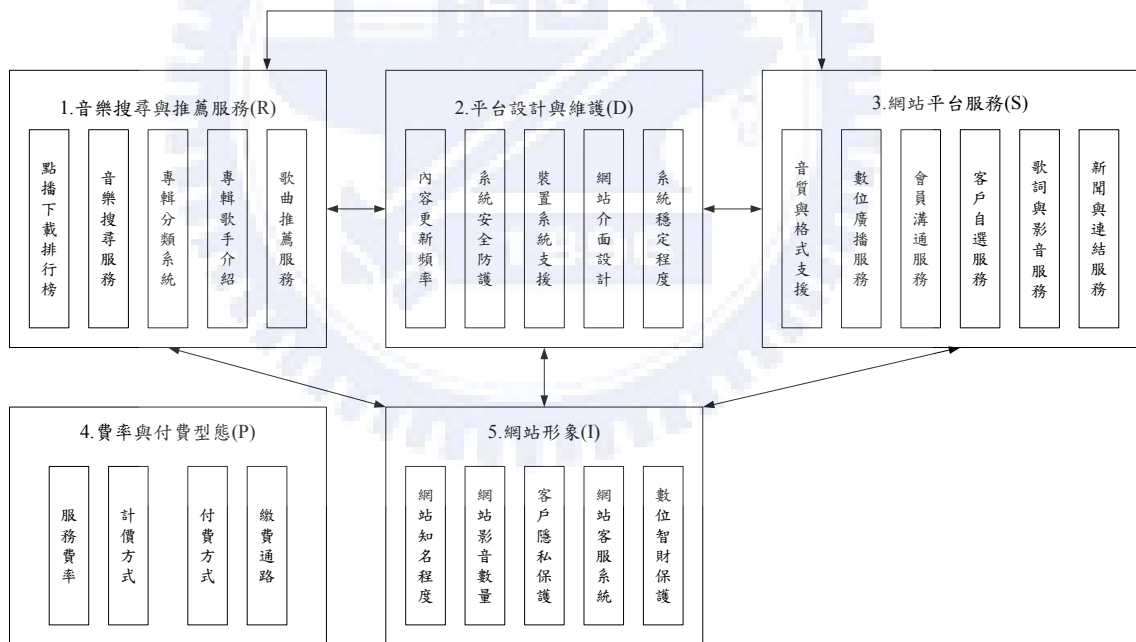 1.音樂搜尋與推薦服務(R)
點播下載排行榜
音樂搜尋服務
專輯分類系統
專輯歌手介紹
歌曲推薦服務
2.平台設計與維護(D)
內容更新頻率
系統安全防護
裝置系統支援
網站介面設計
系統穩定程度
3.網站平台服務(S)
音質與格式支援
數位廣播服務
會員溝通服務
客戶自選服務
歌詞與影音服務
新聞與連結服務
4.費率與付費型態(P)
服務費率
計價方式
付費方式
繳費通路
5.網站形象(I)
網站知名程度
網站影音數量
客戶隱私保護
網站客服系統
數位智財保護
1896